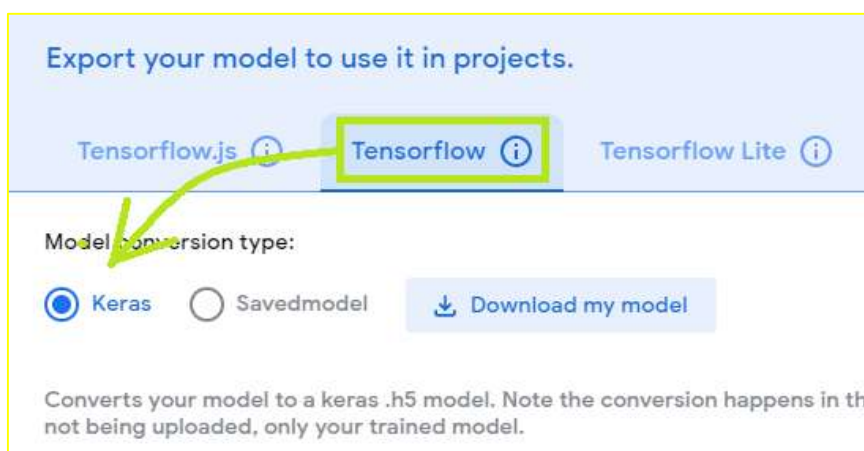 Export your model to use it in projects.
Tensorflow.js Tensorflow Tensorflow Lite
Model conversion type:
Keras Savedmodel Download my model
Converts your model to a keras .h5 model. Note the conversion happens in th
not being uploaded, only your trained model.